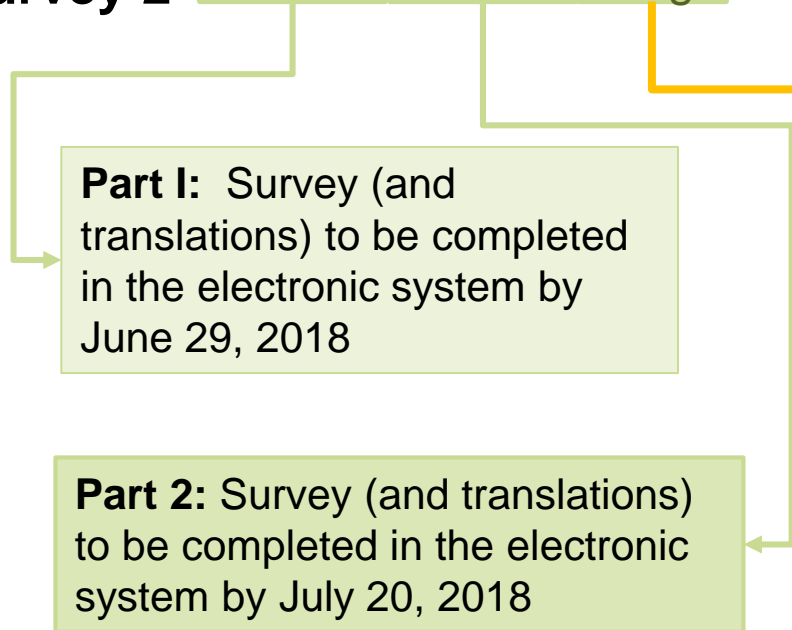 Part I:  Survey (and
translations) to be completed
in the electronic system by
June 29, 2018
Part 2: Survey (and translations)
to be completed in the electronic
system by July 20, 2018